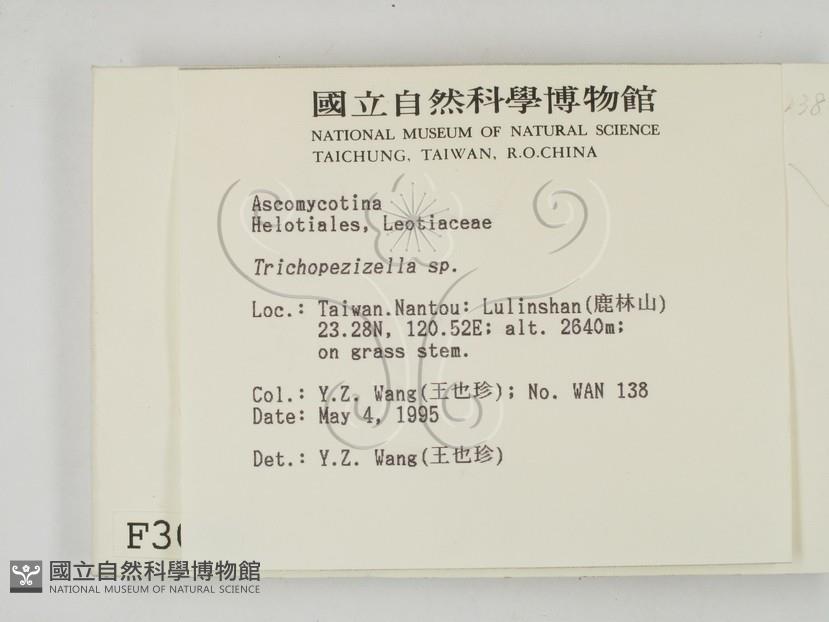 國立自然科學博物館
NATIONAL MUSEUM OF NATURAL SCIENCE
TAICHUNG, TAIWAN, R.O.CHINA
138
Ascomycotina
Helotiales, Leotiaceae
Trichopezizella sp.
Loc.: Taiwan.Nantou: Lulinshan(鹿林山)
23.28N, 120.52E; alt. 2640m;
on grass stem.
Col.: Y.Z. Wang(王也珍); No. WAN 138
Date: May 4, 1995
Det.: Y.Z. Wang(王也珍)
F3
國立自然科學博物館
NATIONAL MUSEUM OF NATURAL SCIENCE